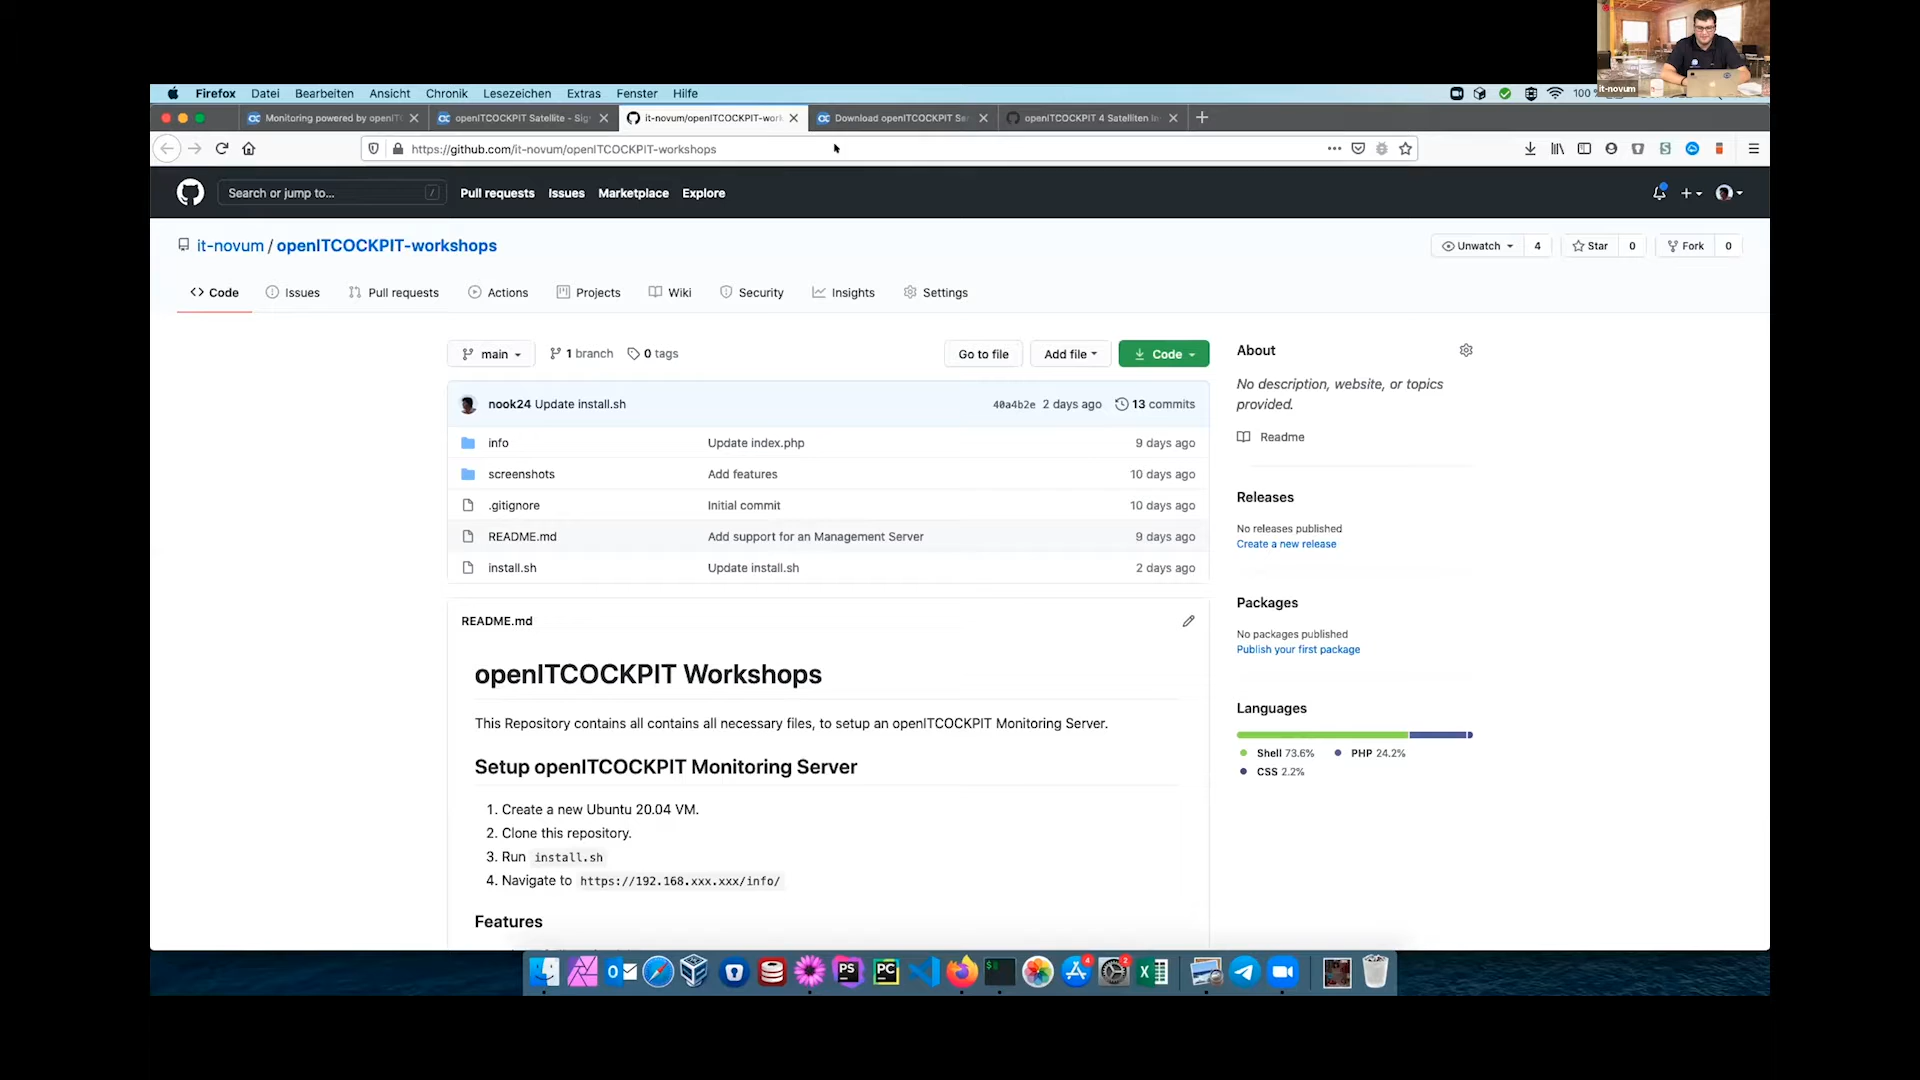 it-novum
Firefox Datei Bearbeiten Ansicht Chronik Lesezeichen Extras Fenster Hilfe 100
Monitoring powered by openIT openITCOCKPIT Satellite - Sig it-novum/openITCOCKPIT-work Download openITCOCKPIT Se openITCOCKPIT 4 Satelliten In
https://github.com/it-novum/openITCOCKPIT-workshops
Search or jump to... / Pull requests Issues Marketplace Explore
it-novum / openITCOCKPIT-workshops Unwatch 4 Star 0 Fork 0
Code Issues Pull requests Actions Projects Wiki Security Insights Settings
main 1 branch 0 tags Go to file Add file Code
nook24 Update install.sh 40a4b2e 2 days ago 13 commits
info Update index.php 9 days ago
screenshots Add features 10 days ago
.gitignore Initial commit 10 days ago
README.md Add support for an Management Server 9 days ago
install.sh Update install.sh 2 days ago
README.md
openITCOCKPIT Workshops
This Repository contains all contains all necessary files, to setup an openITCOCKPIT Monitoring Server.
Setup openITCOCKPIT Monitoring Server
1. Create a new Ubuntu 20.04 VM.
2. Clone this repository.
3. Run install.sh
4. Navigate to https://192.168.xxx.xxx/info/
Features
About
No description, website, or topics
provided.
Readme
Releases
No releases published
Create a new release
Packages
No packages published
Publish your first package
Languages
Shell 73.6% PHP 24.2%
CSS 2.2%
PS PC 4 2